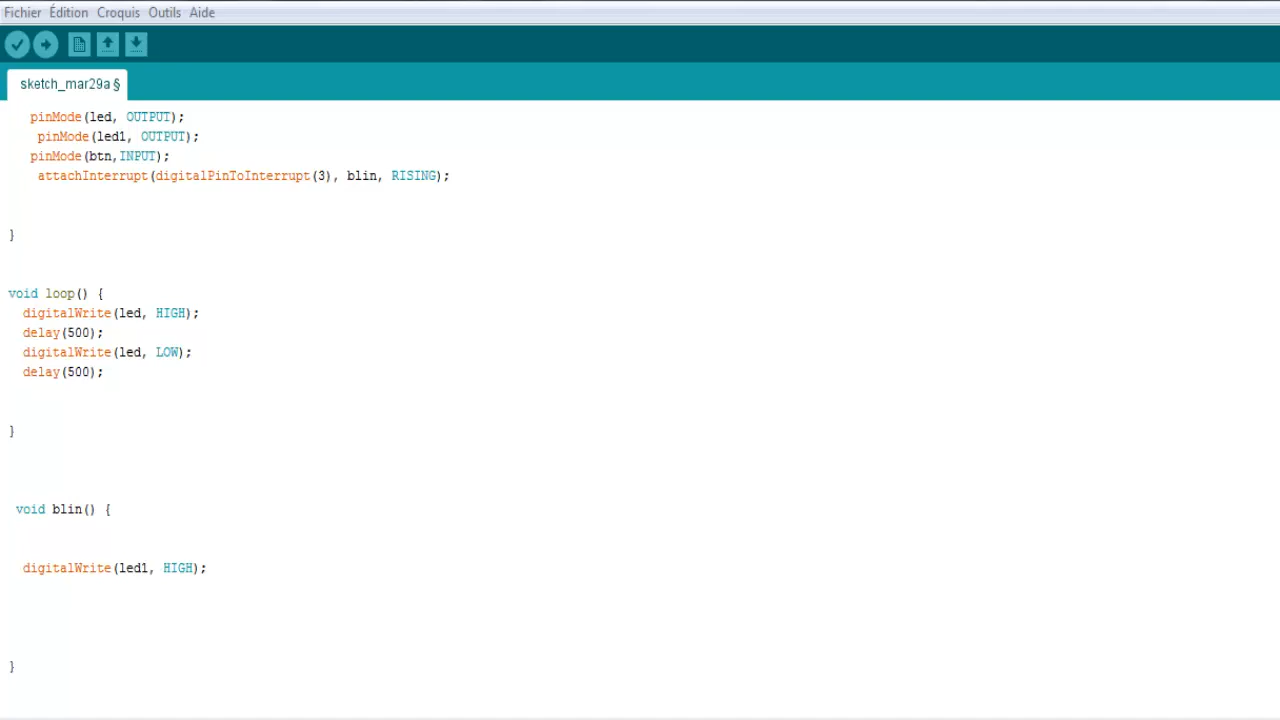 Fichier Édition Croquis Outils Aide
sketch_mar29a §
pinMode(led, OUTPUT);
pinMode(led1, OUTPUT);
pinMode(btn,INPUT);
attachInterrupt(digitalPinToInterrupt(3), blin, RISING);
}
void loop() {
digitalWrite(led, HIGH);
delay(500);
digitalWrite(led, LOW);
delay(500);
}
void blin() {
digitalWrite(led1, HIGH);
}